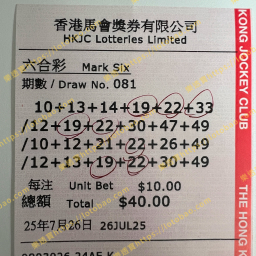 香港馬會獎券有限公司
HKJC Lotteries Limited
六合彩 Mark Six
期數 / Draw No. 081
10+13+14+19+22+33
/12+19+22+30+47+49
/10+12+21+22+26+49
/12+13+19+22+30+49
每注 Unit Bet $10.00
總額 Total $40.00
25年7月26日 26JUL25
KONG JOCKEY CLUB
THE HONG K